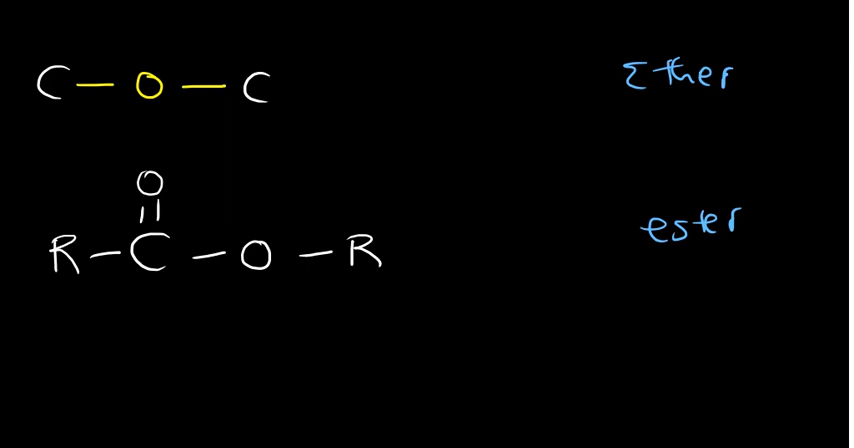 C — O — C Ether
O
R — C — O — R ester